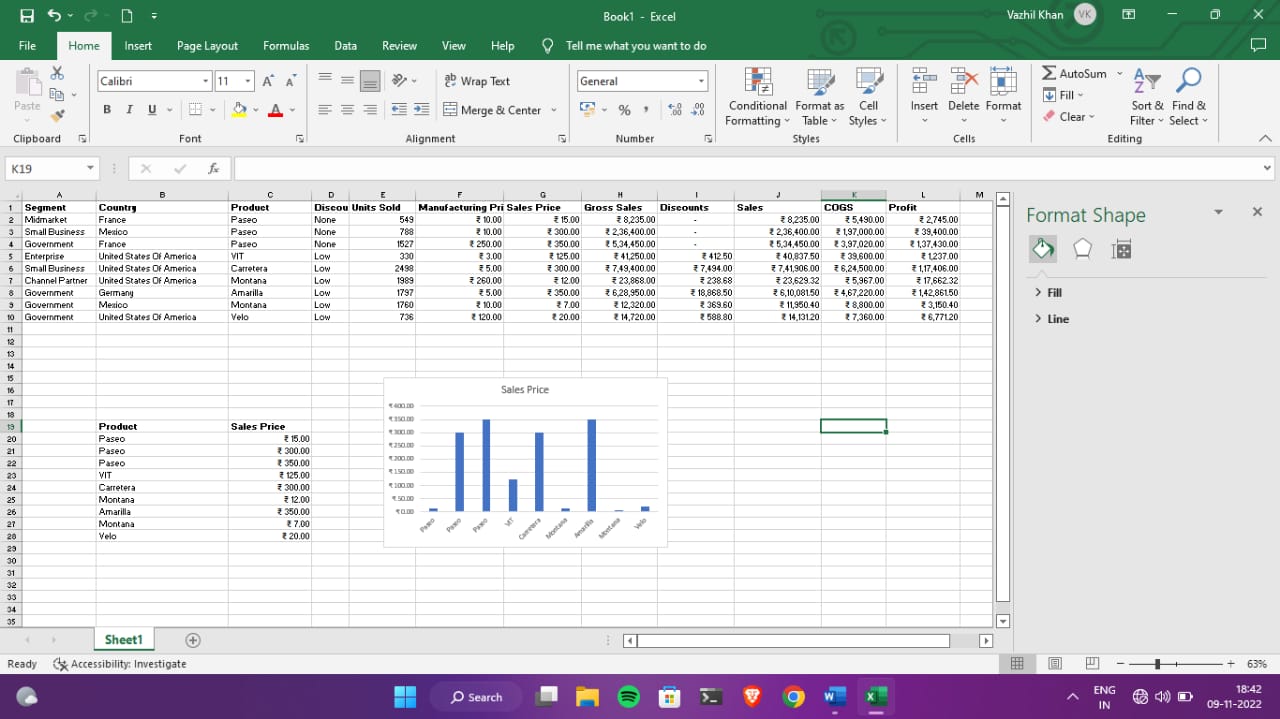 Book1 - Excel
Vazhil Khan VK
File Home Insert Page Layout Formulas Data Review View Help Tell me what you want to do
Paste
Calibri 11 A A
B I U A
Wrap Text
Merge & Center
General
% ,
Conditional Formatting
Format as Table
Cell Styles
Insert Delete Format
AutoSum
Fill
Clear
Sort & Filter
Find & Select
Clipboard Font Alignment Number Styles Cells Editing
K19 fx
A B C D E F G H I J K L M
1 Segment Country Product Discou Units Sold Manufacturing Pri Sales Price Gross Sales Discounts Sales COGS Profit
2 Midmarket France Paseo None 549 ₹ 10.00 ₹ 15.00 ₹ 8,235.00 - ₹ 8,235.00 ₹ 5,490.00 ₹ 2,745.00
3 Small Business Mexico Paseo None 788 ₹ 10.00 ₹ 300.00 ₹ 2,36,400.00 - ₹ 2,36,400.00 ₹ 1,97,000.00 ₹ 39,400.00
4 Government France Paseo None 1527 ₹ 250.00 ₹ 350.00 ₹ 5,34,450.00 - ₹ 5,34,450.00 ₹ 3,97,020.00 ₹ 1,37,430.00
5 Enterprise United States Of America VIT Low 330 ₹ 3.00 ₹ 125.00 ₹ 41,250.00 ₹ 412.50 ₹ 40,837.50 ₹ 39,600.00 ₹ 1,237.00
6 Small Business United States Of America Carretera Low 2498 ₹ 5.00 ₹ 300.00 ₹ 7,49,400.00 ₹ 7,494.00 ₹ 7,41,906.00 ₹ 6,24,500.00 ₹ 1,17,406.00
7 Channel Partner United States Of America Montana Low 1989 ₹ 260.00 ₹ 12.00 ₹ 23,868.00 ₹ 238.68 ₹ 23,629.32 ₹ 5,967.00 ₹ 17,662.32
8 Government Germany Amarilla Low 1797 ₹ 5.00 ₹ 350.00 ₹ 6,28,950.00 ₹ 18,868.50 ₹ 6,10,081.50 ₹ 4,67,220.00 ₹ 1,42,861.50
9 Government Mexico Montana Low 1760 ₹ 10.00 ₹ 7.00 ₹ 12,320.00 ₹ 369.60 ₹ 11,950.40 ₹ 8,800.00 ₹ 3,150.40
10 Government United States Of America Velo Low 736 ₹ 120.00 ₹ 20.00 ₹ 14,720.00 ₹ 588.80 ₹ 14,131.20 ₹ 7,360.00 ₹ 6,771.20
11
12
13
14
15
16
17
18
19 Product Sales Price
20 Paseo ₹ 15.00
21 Paseo ₹ 300.00
22 Paseo ₹ 350.00
23 VIT ₹ 125.00
24 Carretera ₹ 300.00
25 Montana ₹ 12.00
26 Amarilla ₹ 350.00
27 Montana ₹ 7.00
28 Velo ₹ 20.00
29
30
31
32
33
34
35
Sales Price
₹ 400.00
₹ 350.00
₹ 300.00
₹ 250.00
₹ 200.00
₹ 150.00
₹ 100.00
₹ 50.00
₹ 0.00
Paseo Paseo Paseo VIT Carretera Montana Amarilla Montana Velo
Format Shape
Fill
Line
Sheet1
Ready Accessibility: Investigate 63%
Search
ENG
IN
18:42
09-11-2022